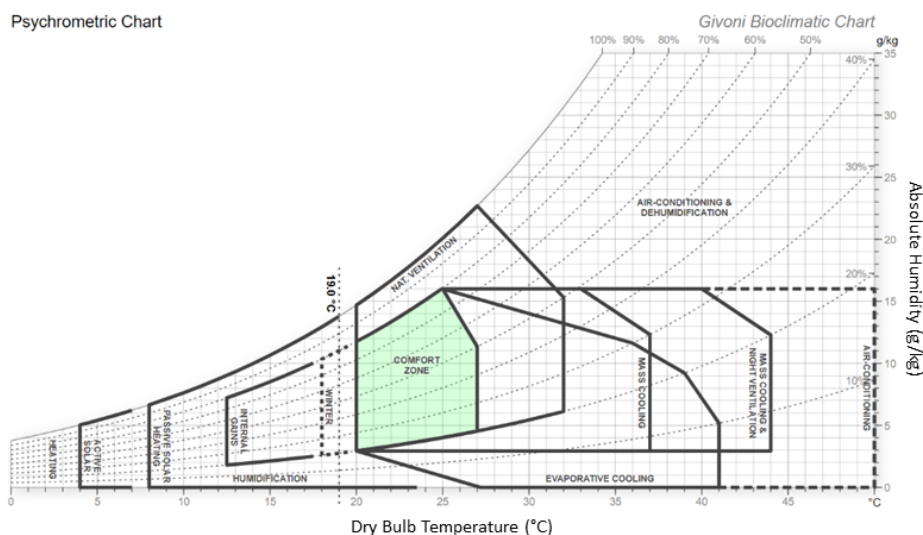 Psychrometric Chart
Givoni Bioclimatic Chart
100% 90% 80% 70% 60% 50%
g/kg
40%
35
30
30%
25
AIR-CONDITIONING &
DEHUMIDIFICATION
20
NAT. VENTILATION
20%
19.0 °C
15
COMFORT
ZONE
10
10%
5
0
HEATING
ACTIVE
SOLAR
PASSIVE SOLAR
HEATING
INTERNAL
GAINS
WINTER
MASS COOLING
MASS COOLING &
NIGHT VENTILATION
AIR-CONDITIONING
HUMIDIFICATION
EVAPORATIVE COOLING
0 5 10 15 20 25 30 35 40 45 °C
Dry Bulb Temperature (°C)
Absolute Humidity (g/kg)